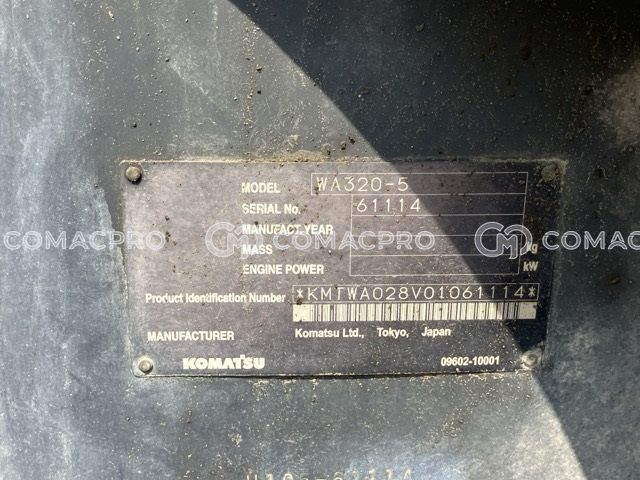 MODEL WA320-5
SERIAL No. 61114
MANUFACT.YEAR
COMACPRO COMACPRO COMACPRO
MASS kg
ENGINE POWER kW
Product Identification Number *KMTWA028V01061114*
MANUFACTURER Komatsu Ltd., Tokyo, Japan
KOMATSU 09602-10001